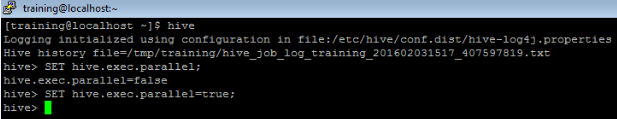 training@localhost:~
[training@localhost ~]$ hive
Logging initialized using configuration in file:/etc/hive/conf.dist/hive-log4j.properties
Hive history file=/tmp/training/hive_job_log_training_201602031517_407597819.txt
hive> SET hive.exec.parallel;
hive.exec.parallel=false
hive> SET hive.exec.parallel=true;
hive>